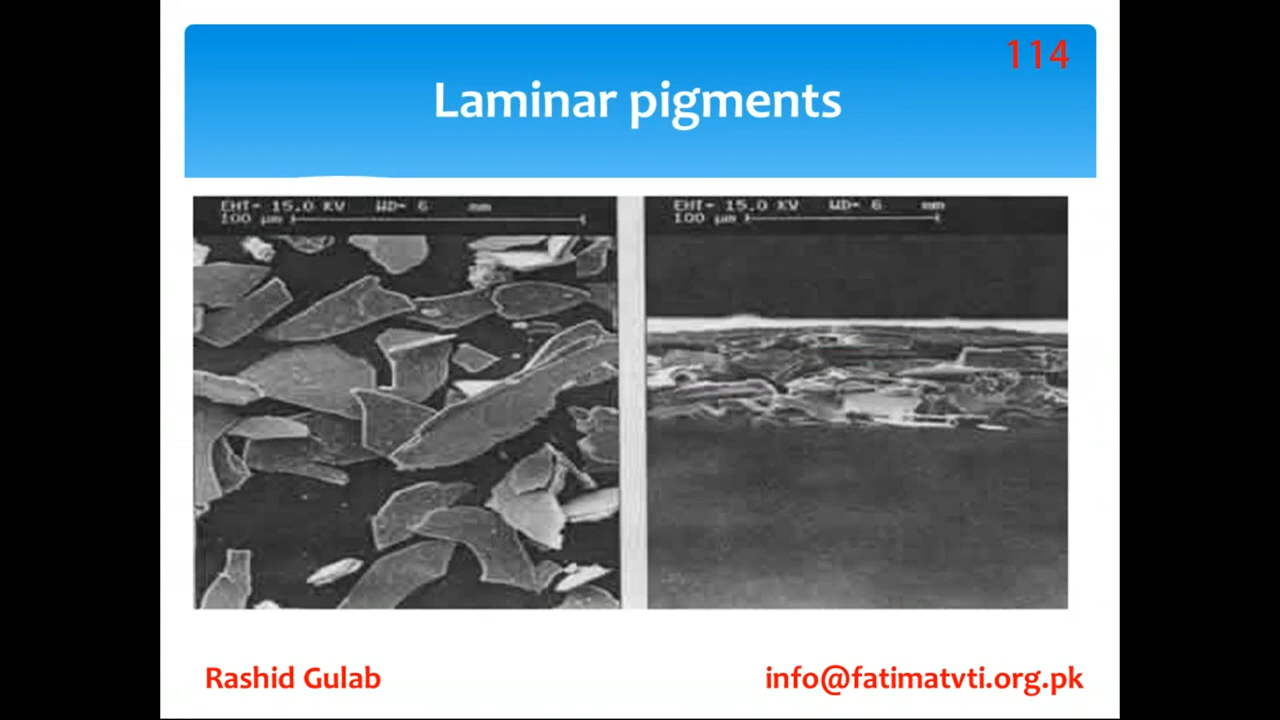 114
Laminar pigments
EHT= 15.0 KV WD= 6 mm
100 µm
EHT= 15.0 KV WD= 6 mm
100 µm
Rashid Gulab
info@fatimatvti.org.pk